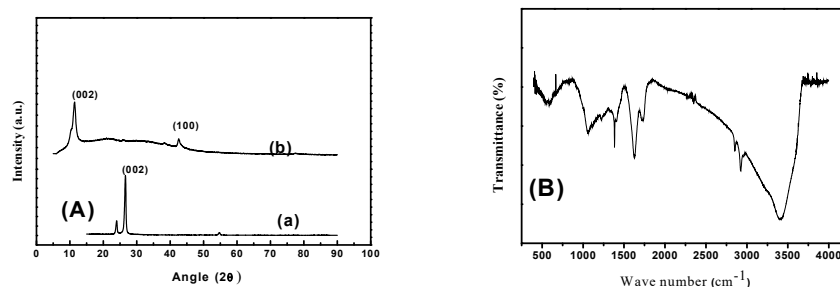 Intensity (a.u.)
(002)
(100)
(b)
(002)
(A)
(a)
0 10 20 30 40 50 60 70 80 90 100
Angle (2θ)
Transmittance (%)
(B)
500 1000 1500 2000 2500 3000 3500 4000
Wave number (cm-1)